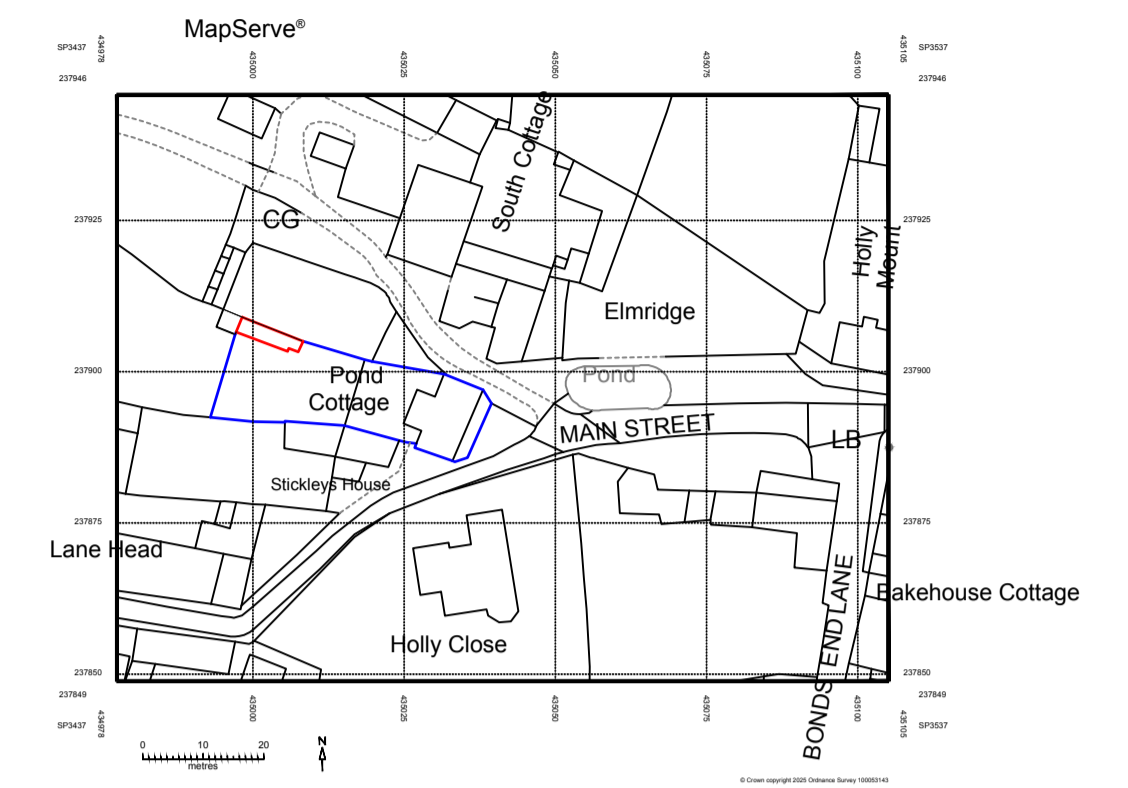 MapServe®
SP3437
434978
435000
435025
435050
435075
435100
435105
SP3537
237946
237946
South Cottage
237925
CG
237925
Holly
Mount
Elmridge
237900
Pond
Cottage
Pond
237900
MAIN STREET
LB
Stickleys House
237875
237875
Lane Head
Bakehouse Cottage
Holly Close
BONDS END LANE
237850
237850
237849
237849
SP3437
434978
435000
435025
435050
435075
435100
435105
SP3537
0 10 20
metres
N
© Crown copyright 2025 Ordnance Survey 100053143